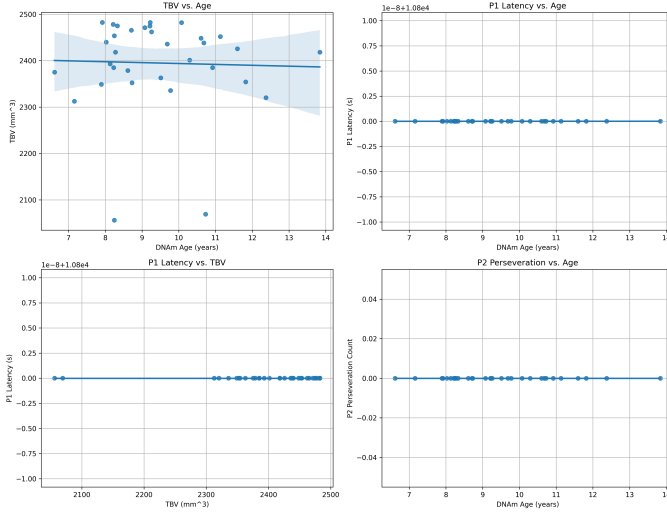 TBV vs. Age
2500
2400
2300
2200
2100
TBV (mm^3)
7 8 9 10 11 12 13 14
DNAm Age (years)
P1 Latency vs. Age
1e−8+1.08e4
1.00
0.75
0.50
0.25
0.00
−0.25
−0.50
−0.75
−1.00
P1 Latency (s)
7 8 9 10 11 12 13 14
DNAm Age (years)
P1 Latency vs. TBV
1e−8+1.08e4
1.00
0.75
0.50
0.25
0.00
−0.25
−0.50
−0.75
−1.00
P1 Latency (s)
2100 2200 2300 2400 2500
TBV (mm^3)
P2 Perseveration vs. Age
0.04
0.02
0.00
−0.02
−0.04
P2 Perseveration Count
7 8 9 10 11 12 13 14
DNAm Age (years)